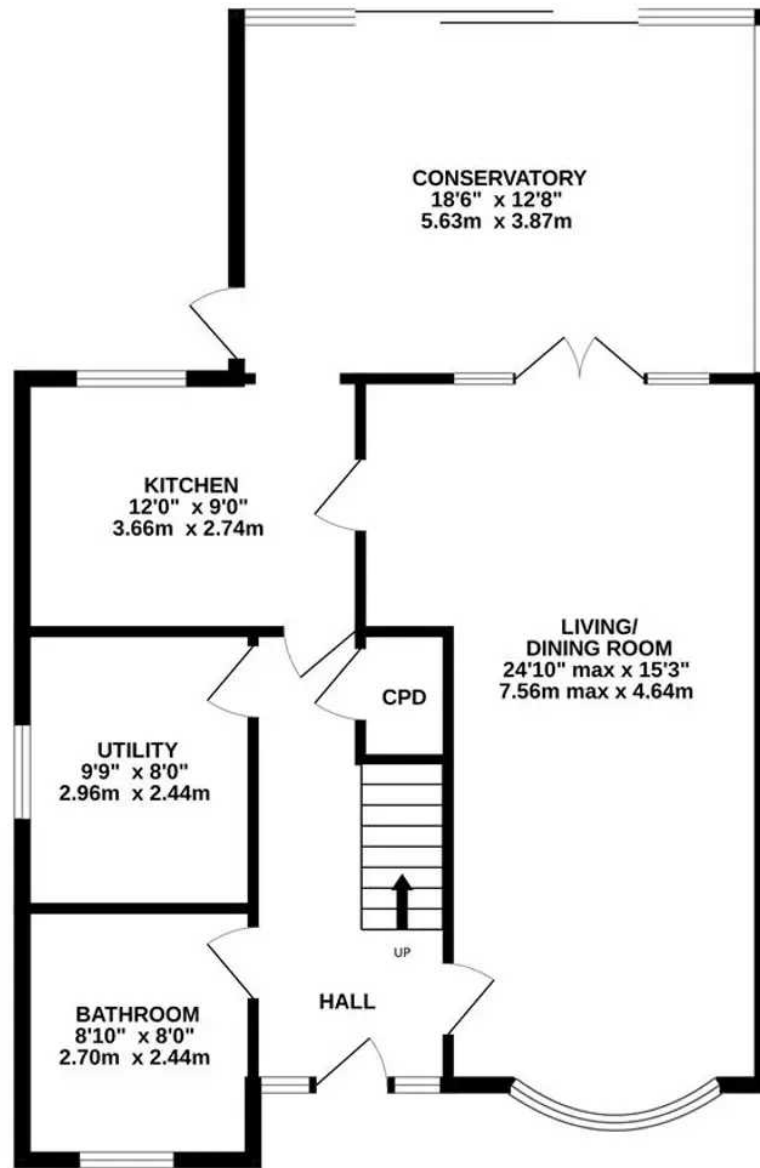 CONSERVATORY
18'6" x 12'8"
5.63m x 3.87m
KITCHEN
12'0" x 9'0"
3.66m x 2.74m
LIVING/
DINING ROOM
24'10" max x 15'3"
7.56m max x 4.64m
CPD
UTILITY
9'9" x 8'0"
2.96m x 2.44m
UP
HALL
BATHROOM
8'10" x 8'0"
2.70m x 2.44m